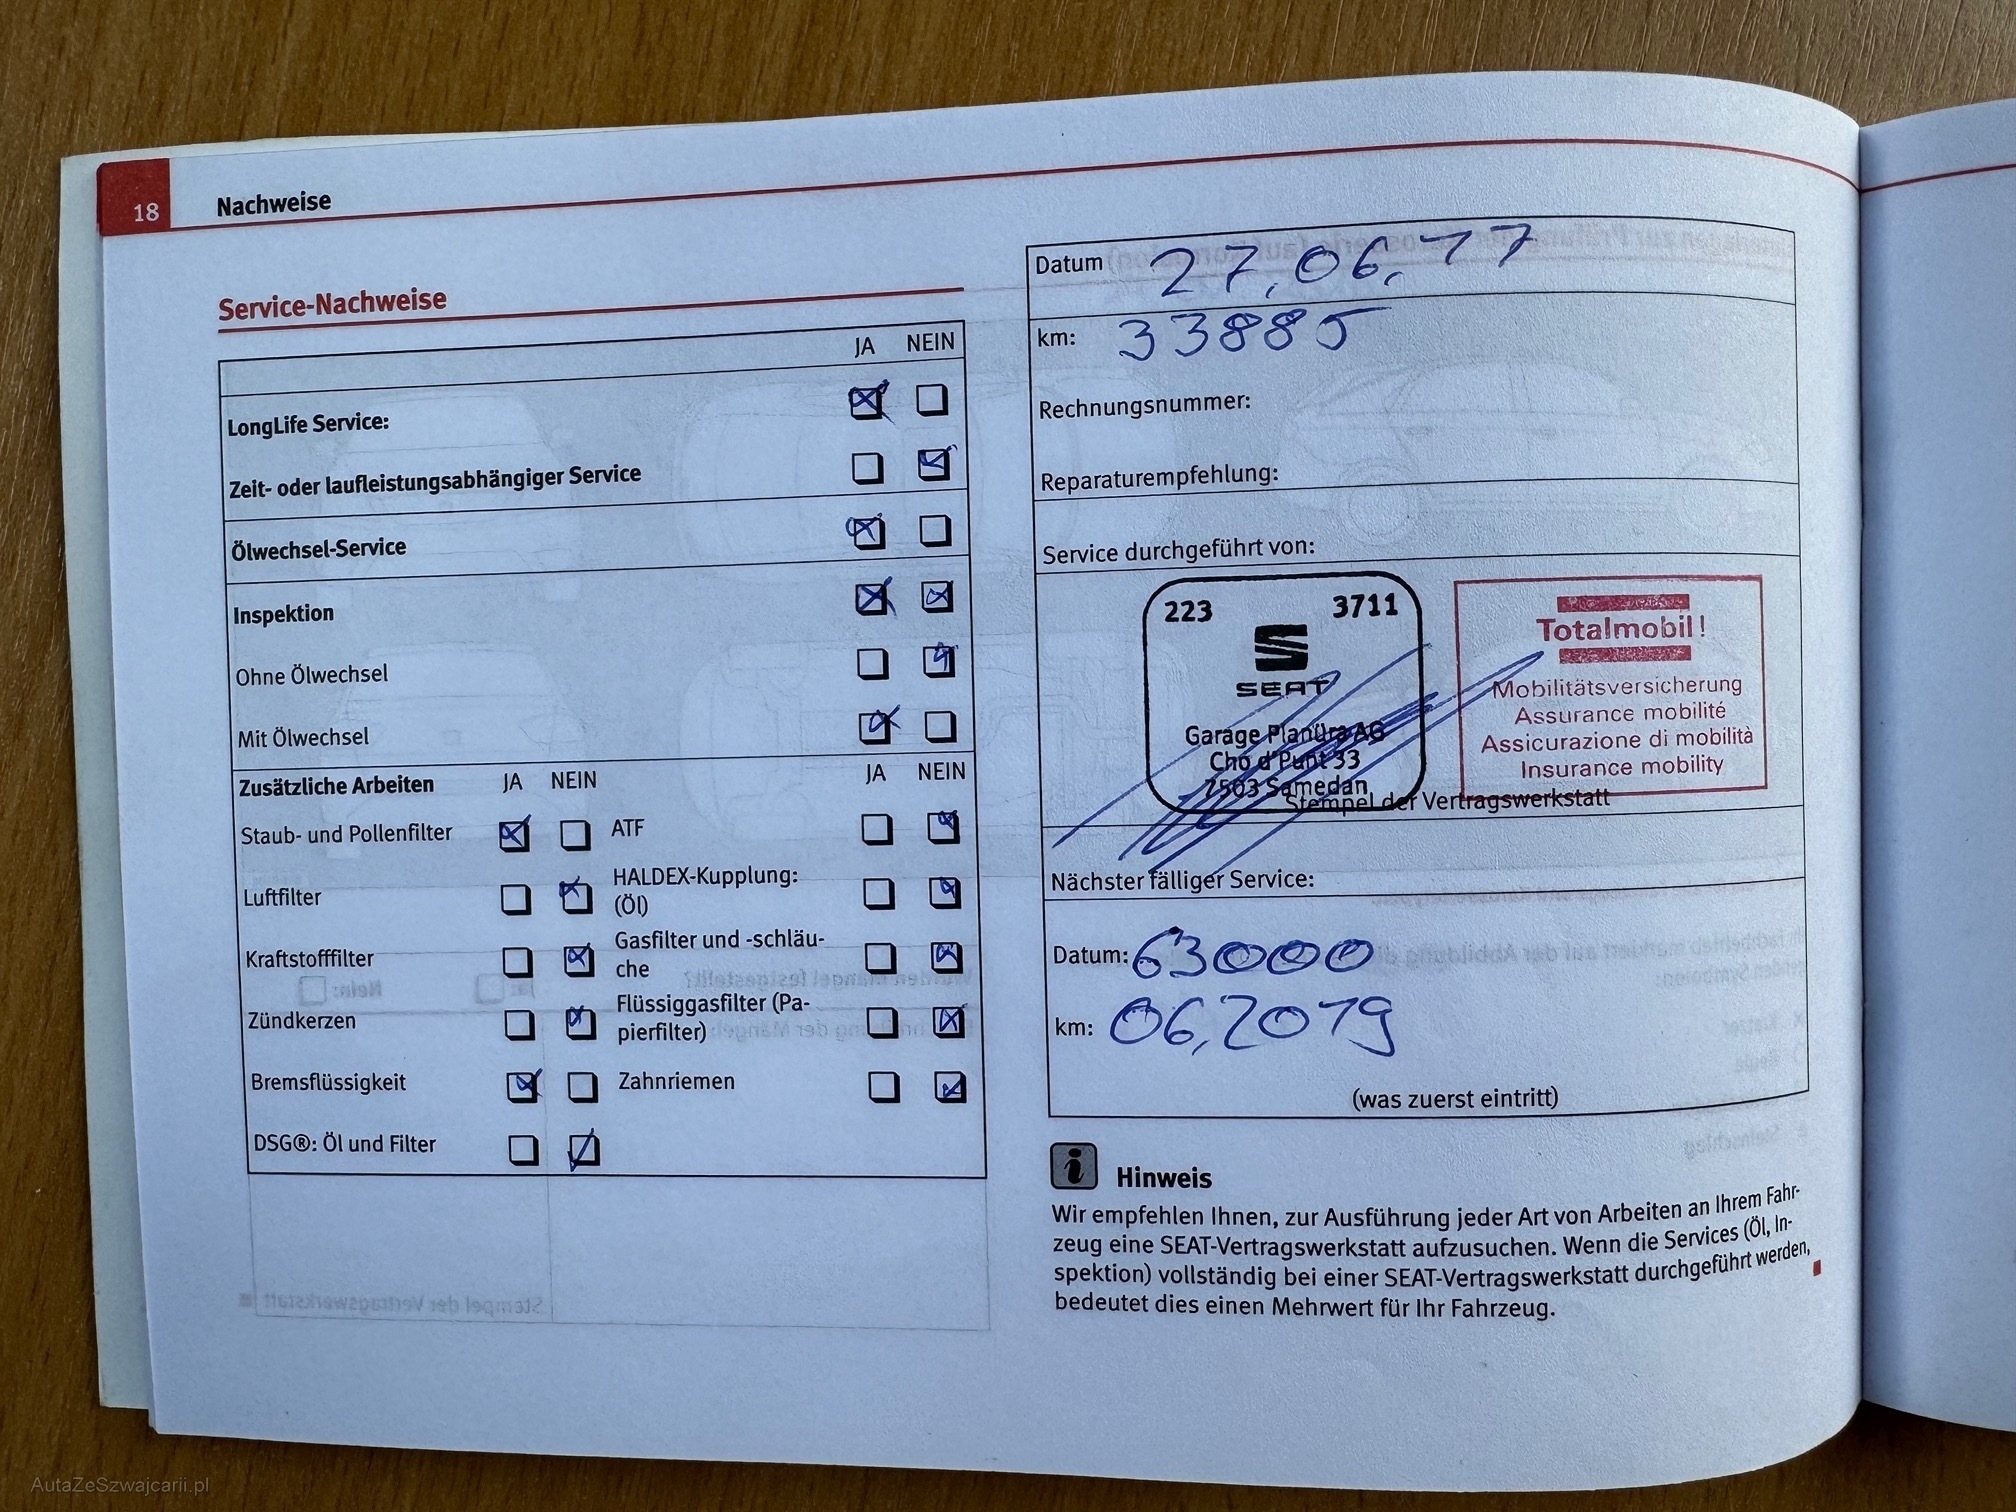 18
Nachweise
Service-Nachweise
JA NEIN
LongLife Service:
Zeit- oder laufleistungsabhängiger Service
Ölwechsel-Service
Inspektion
Ohne Ölwechsel
Mit Ölwechsel
Zusätzliche Arbeiten JA NEIN JA NEIN
Staub- und Pollenfilter ATF
Luftfilter HALDEX-Kupplung:
(Öl)
Kraftstofffilter Gasfilter und -schläu-
che
Zündkerzen Flüssiggasfilter (Pa-
pierfilter)
Bremsflüssigkeit Zahnriemen
DSG®: Öl und Filter
Datum 27.06.17
km: 33885
Rechnungsnummer:
Reparaturempfehlung:
Service durchgeführt von:
223 3711
SEAT
Garage Planüra AG
Cho d'Punt 33
7503 Samedan
Totalmobil!
Mobilitätsversicherung
Assurance mobilité
Assicurazione di mobilità
Insurance mobility
Stempel der Vertragswerkstatt
Nächster fälliger Service:
Datum: 63000
km: 06.2019
(was zuerst eintritt)
i Hinweis
Wir empfehlen Ihnen, zur Ausführung jeder Art von Arbeiten an Ihrem Fahr-
zeug eine SEAT-Vertragswerkstatt aufzusuchen. Wenn die Services (Öl, In-
spektion) vollständig bei einer SEAT-Vertragswerkstatt durchgeführt werden,
bedeutet dies einen Mehrwert für Ihr Fahrzeug.
AutaZeSzwajcarii.pl